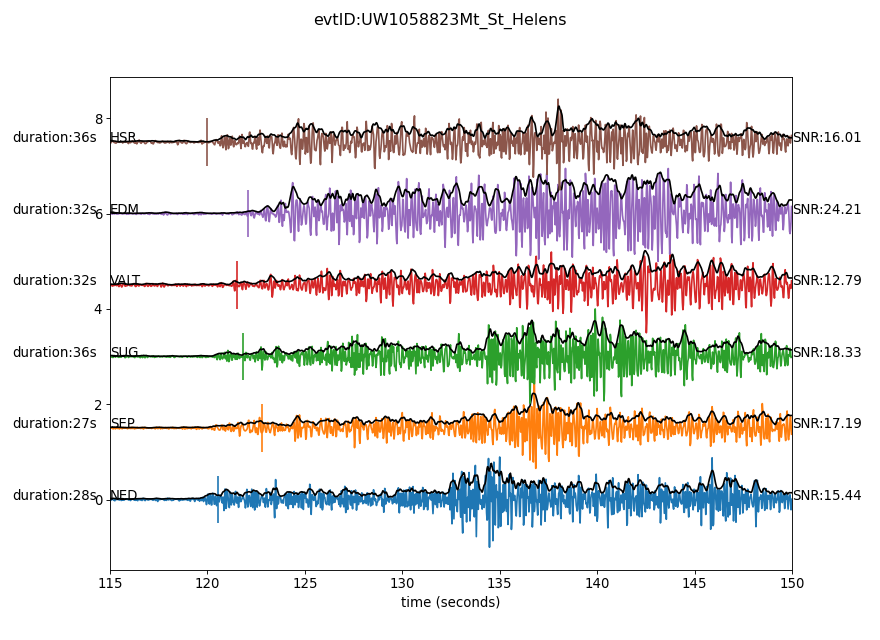 evtID:UW1058823Mt_St_Helens
8
duration:36s HSR SNR:16.01
duration:32s EDM SNR:24.21
6
duration:32s VALT SNR:12.79
4
duration:36s SUG SNR:18.33
2
duration:27s SEP SNR:17.19
duration:28s NED SNR:15.44
0
115 120 125 130 135 140 145 150
time (seconds)